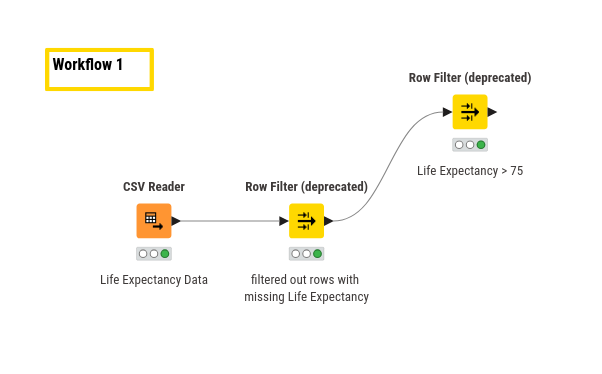 Workflow 1
Row Filter (deprecated)
Life Expectancy > 75
CSV Reader
Life Expectancy Data
Row Filter (deprecated)
filtered out rows with
missing Life Expectancy